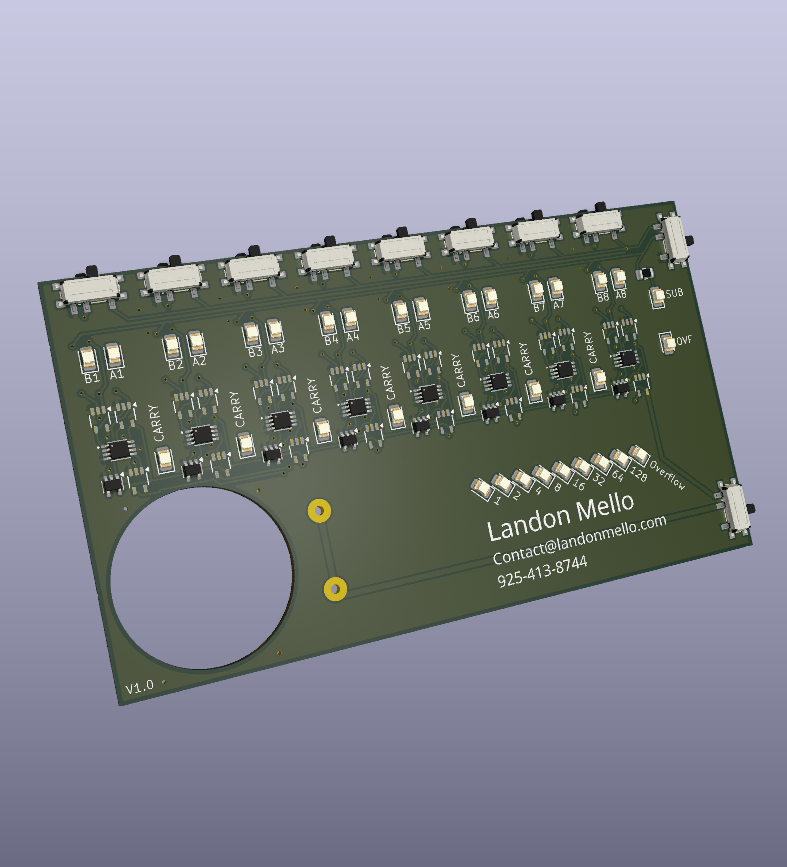 B1 A1 B2 A2 B3 A3 B4 A4 B5 A5 B6 A6 B7 A7 B8 A8 SUB
OVF
CARRY CARRY CARRY CARRY CARRY CARRY CARRY
1 2 4 8 16 32 64 128 Overflow
Landon Mello
Contact@landonmello.com
925-413-8744
V1.0